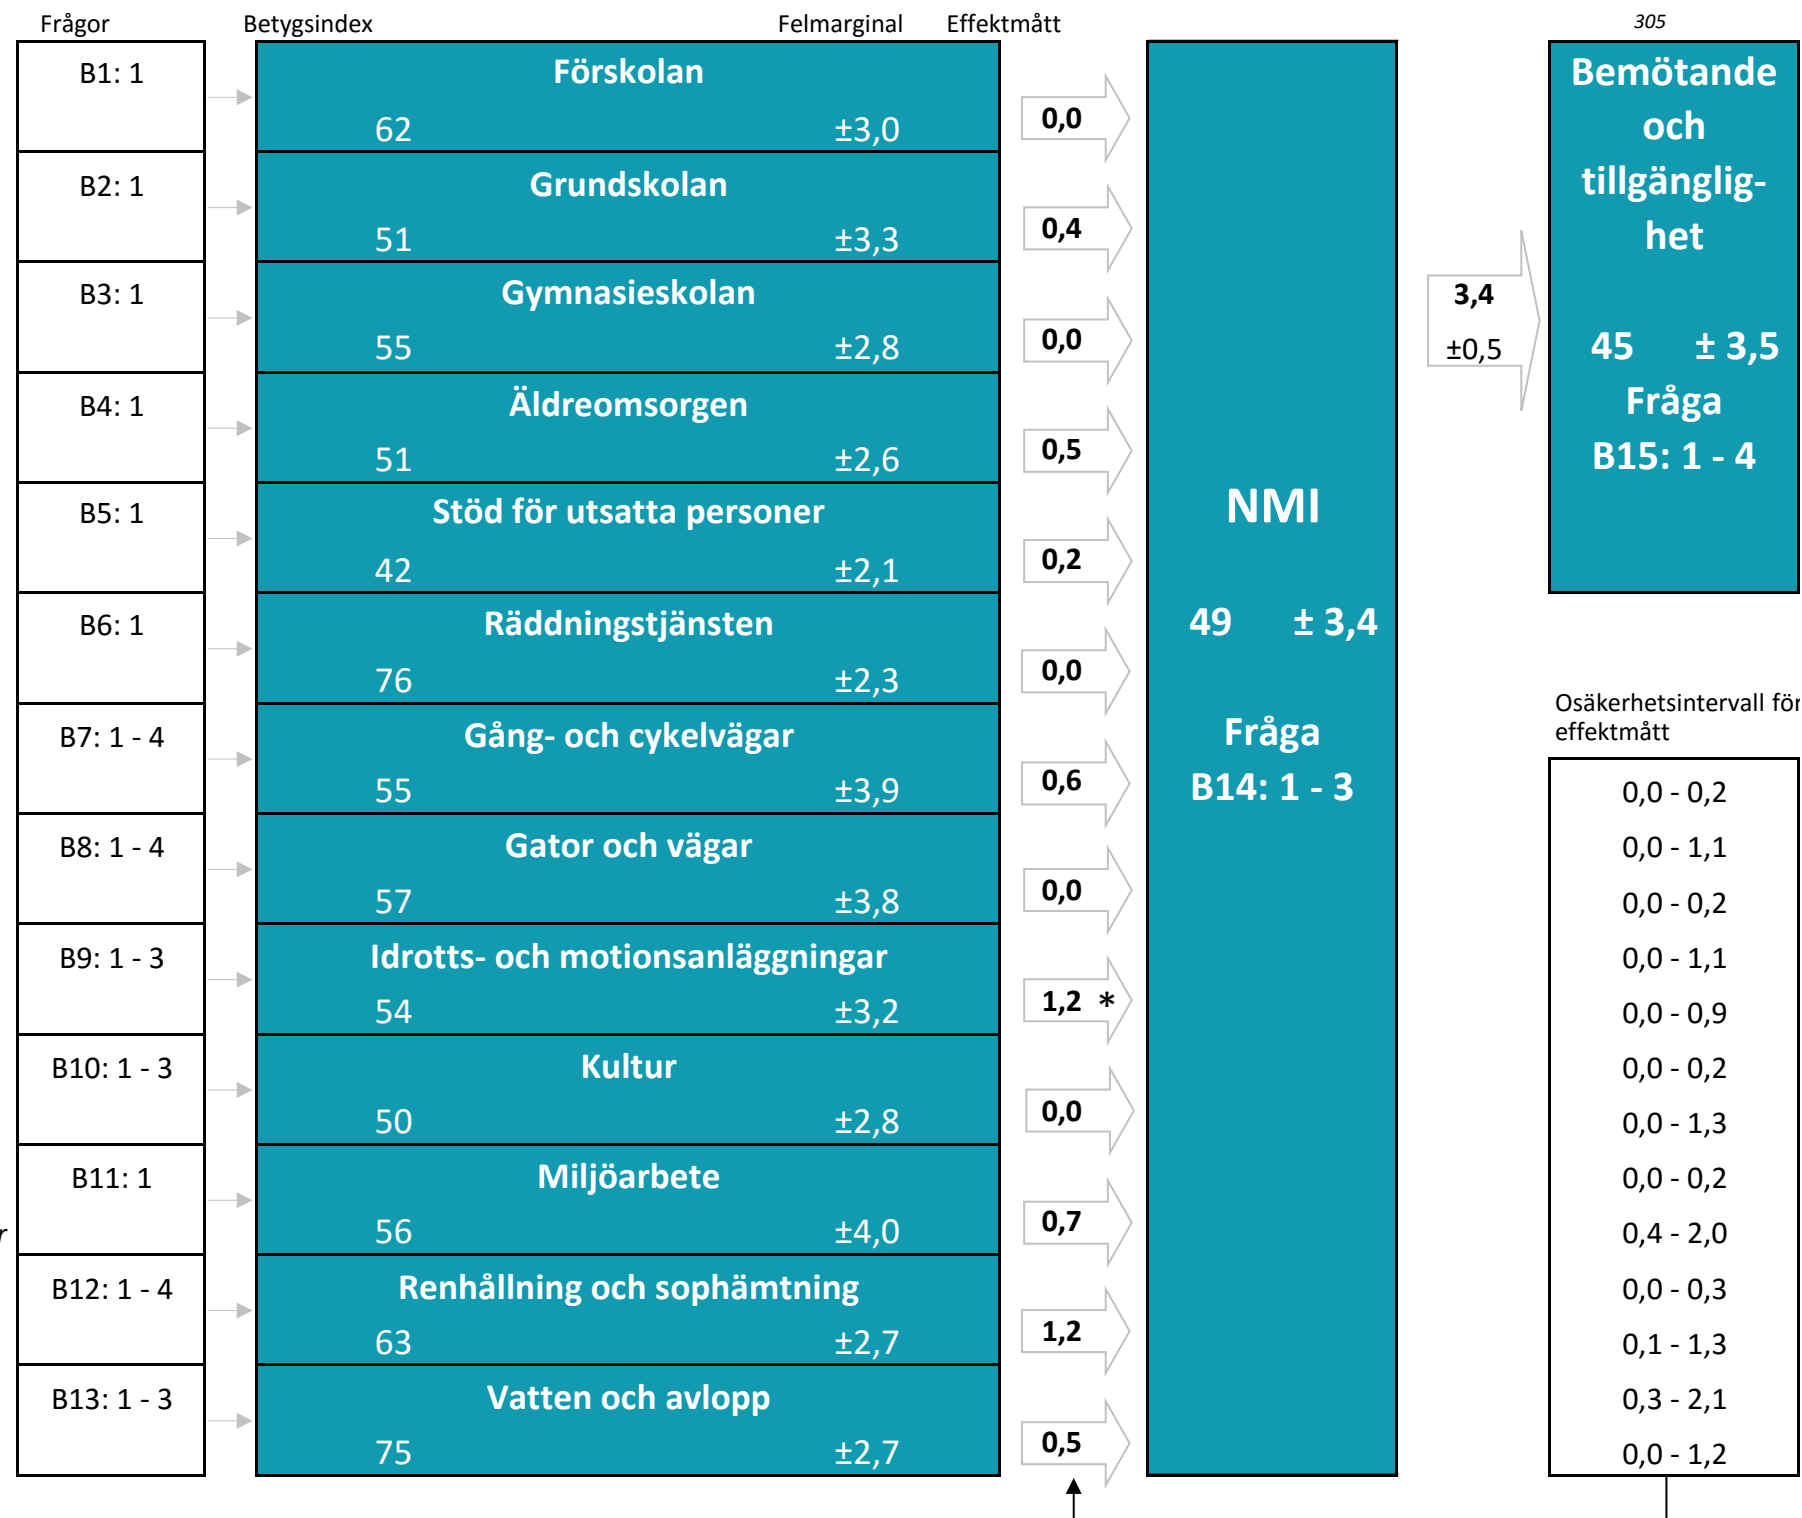 Frågor Betygsindex Felmarginal Effektmått 305
B1: 1
Förskolan
62 ±3,0
0,0
B2: 1
Grundskolan
51 ±3,3
0,4
B3: 1
Gymnasieskolan
55 ±2,8
0,0
B4: 1
Äldreomsorgen
51 ±2,6
0,5
B5: 1
Stöd för utsatta personer
42 ±2,1
0,2
B6: 1
Räddningstjänsten
76 ±2,3
0,0
B7: 1 - 4
Gång- och cykelvägar
55 ±3,9
0,6
B8: 1 - 4
Gator och vägar
57 ±3,8
0,0
B9: 1 - 3
Idrotts- och motionsanläggningar
54 ±3,2
1,2 *
B10: 1 - 3
Kultur
50 ±2,8
0,0
B11: 1
Miljöarbete
56 ±4,0
0,7
r
B12: 1 - 4
Renhållning och sophämtning
63 ±2,7
1,2
B13: 1 - 3
Vatten och avlopp
75 ±2,7
0,5
NMI
49 ± 3,4
Fråga
B14: 1 - 3
3,4
±0,5
Bemötande
och
tillgänglig-
het
45 ± 3,5
Fråga
B15: 1 - 4
Osäkerhetsintervall för
effektmått
0,0 - 0,2
0,0 - 1,1
0,0 - 0,2
0,0 - 1,1
0,0 - 0,9
0,0 - 0,2
0,0 - 1,3
0,0 - 0,2
0,4 - 2,0
0,0 - 0,3
0,1 - 1,3
0,3 - 2,1
0,0 - 1,2